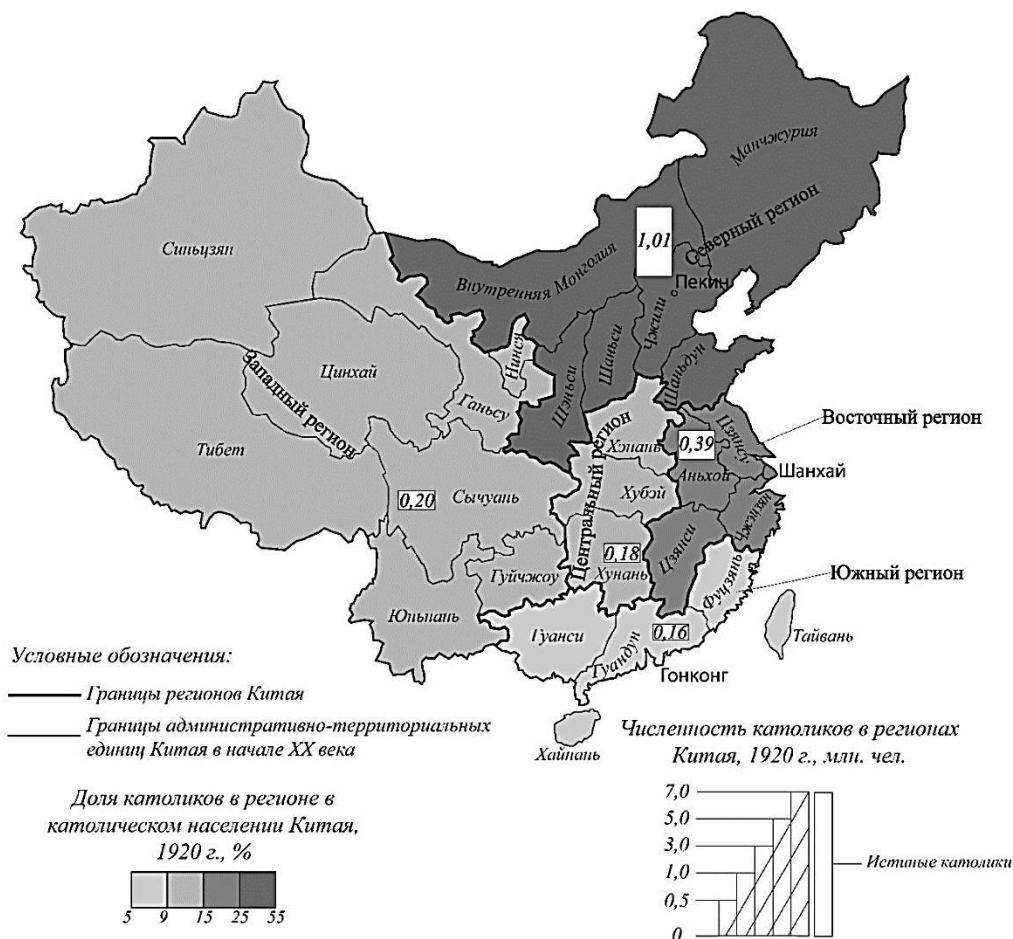 Манчжурия
Северный регион
1,01
Синьцзян
Внутренняя Монголия
Пекин
Чжили
Шаньси
Шаньдун
Нинся
Цинхай
Западный регион
Ганьсу
Шэньси
Тибет
Хэнань
Цзянсу
Восточный регион
0,39
Аньхой
Шанхай
0,20
Сычуань
Центральный регион
Хубэй
Чжэцзян
0,18
Хунань
Цзянси
Гуйчжоу
Фуцзянь
Южный регион
Юньнань
Гуанси
Гуандун
0,16
Тайвань
Гонконг
Хайнань
Условные обозначения:
Границы регионов Китая
Границы административно-территориальных
единиц Китая в начале XX века
Доля католиков в регионе в
католическом населении Китая,
1920 г., %
5 9 15 25 55
Численность католиков в регионах
Китая, 1920 г., млн. чел.
7,0
5,0
3,0
1,0
0,5
0
Истиные католики